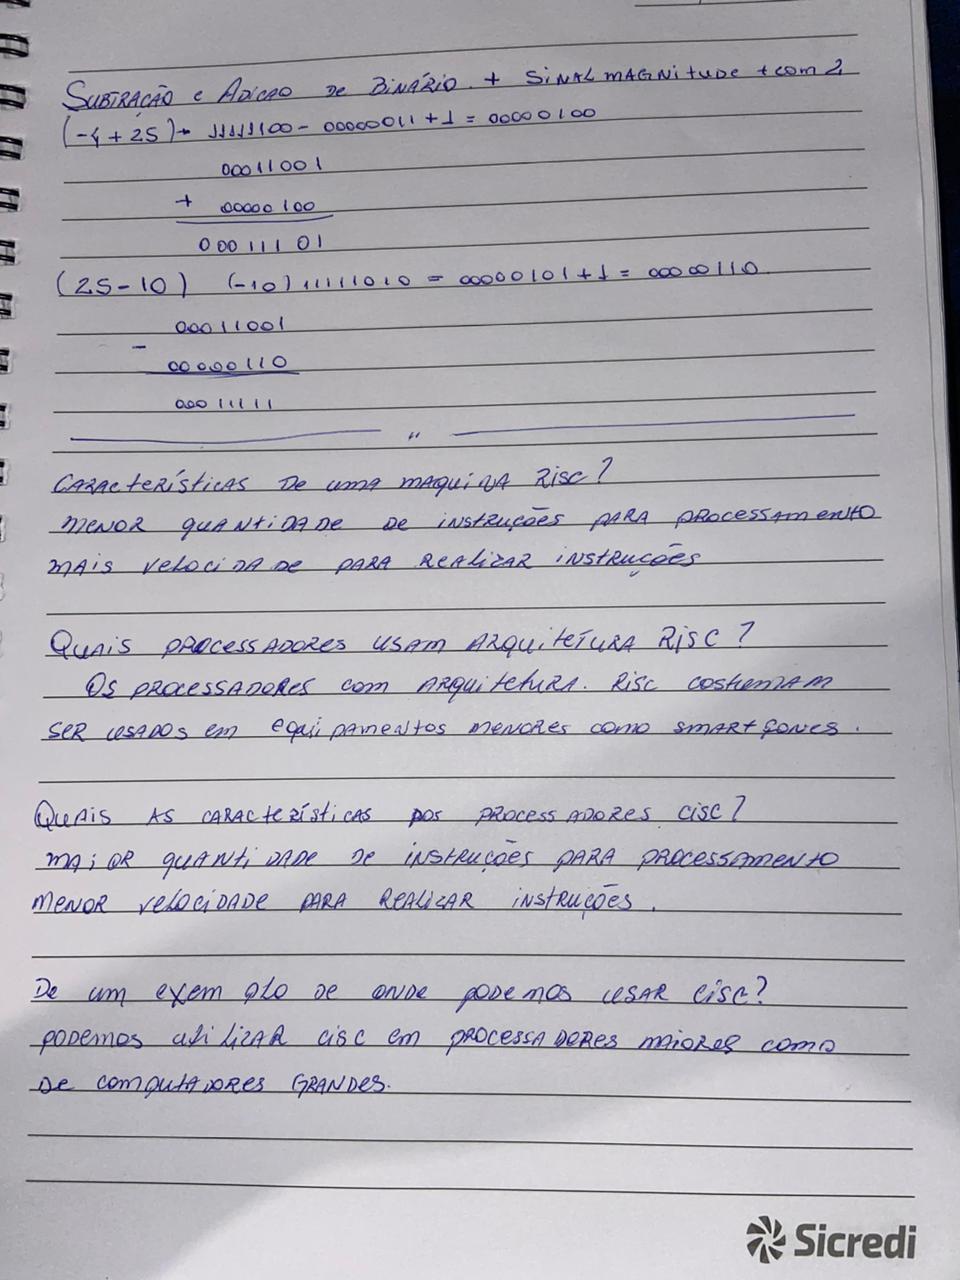 SUBTRAÇÃO e ADICAO DE BINÁRIO. + SINAL MAGNITUDE + com 2
(-4 + 25) - 11111100 - 00000011 + 1 = 00000100
00011001
+ 00000100
00011101
(25 - 10) (-10) 11111010 = 00000101 + 1 = 00000110
00011001
-
00000110
00011111
"
CARACTERÍSTICAS DE UMA MAQUINA RISC?
MENOR QUANTIDADE DE INSTRUÇÕES PARA PROCESSAMENTO
MAIS VELOCIDADE PARA REALIZAR INSTRUÇÕES
QUAIS PROCESSADORES USAM ARQUITETURA RISC?
OS PROCESSADORES COM ARQUITETURA. RISC COSTUMAM
SER USADOS EM EQUIPAMENTOS MENORES COMO SMARTFONES.
QUAIS AS CARACTERÍSTICAS DOS PROCESSADORES CISC?
MAIOR QUANTIDADE DE INSTRUÇÕES PARA PROCESSAMENTO
MENOR VELOCIDADE PARA REALIZAR INSTRUÇÕES.
DE UM EXEMPLO DE ONDE PODEMOS USAR CISC?
PODEMOS UTILIZAR CISC EM PROCESSADORES MAIORES COMO
DE COMPUTADORES GRANDES.
Sicredi